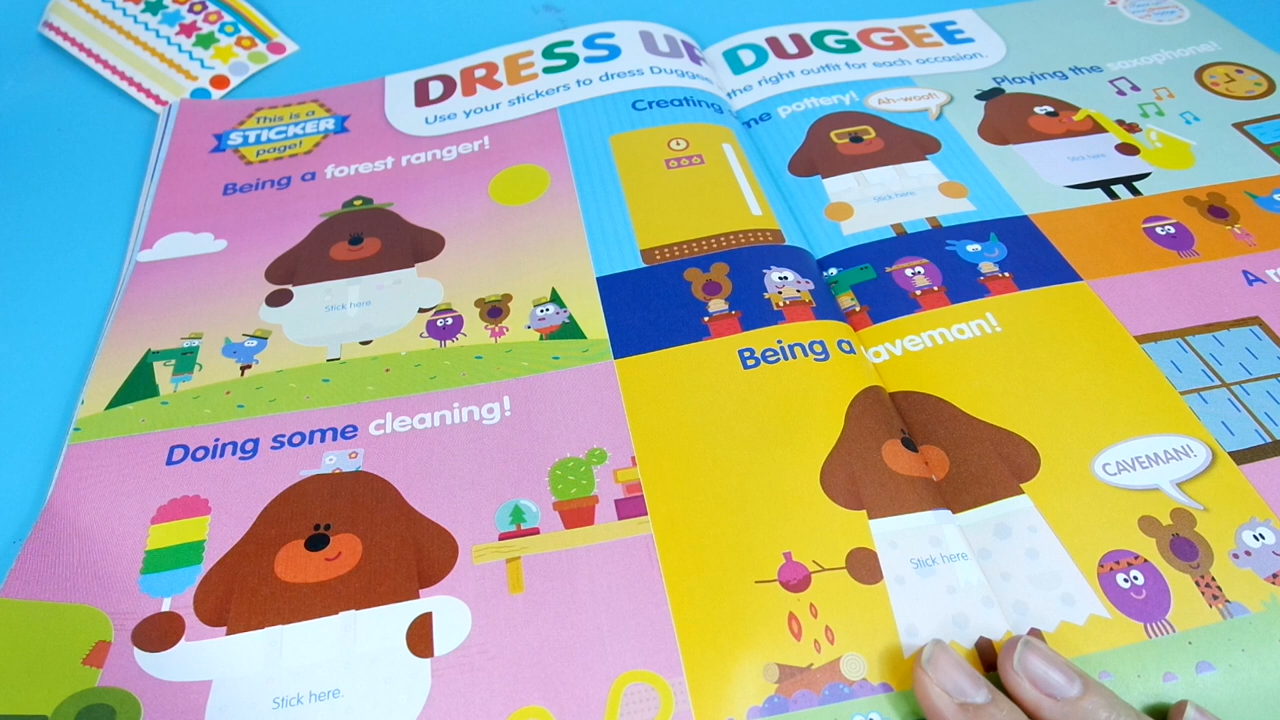 DRESS UP DUGGEE
Use your stickers to dress Duggee the right outfit for each occasion.
This is a
STICKER
page!
Being a forest ranger!
Stick here.
Creating me pottery!
Ah-woof!
Stick here.
Playing the saxophone!
Stick here.
Doing some cleaning!
Stick here.
Being a caveman!
CAVEMAN!
Stick here.
A